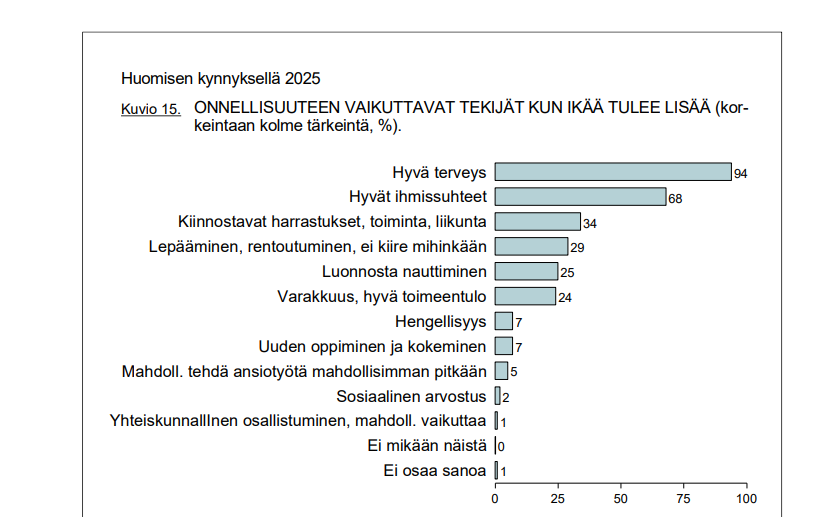 Huomisen kynnyksellä 2025
Kuvio 15. ONNELLISUUTEEN VAIKUTTAVAT TEKIJÄT KUN IKÄÄ TULEE LISÄÄ (kor-
keintaan kolme tärkeintä, %).
Hyvä terveys 94
Hyvät ihmissuhteet 68
Kiinnostavat harrastukset, toiminta, liikunta 34
Lepääminen, rentoutuminen, ei kiire mihinkään 29
Luonnosta nauttiminen 25
Varakkuus, hyvä toimeentulo 24
Hengellisyys 7
Uuden oppiminen ja kokeminen 7
Mahdoll. tehdä ansiotyötä mahdollisimman pitkään 5
Sosiaalinen arvostus 2
YhteiskunnallInen osallistuminen, mahdoll. vaikuttaa 1
Ei mikään näistä 0
Ei osaa sanoa 1
0 25 50 75 100